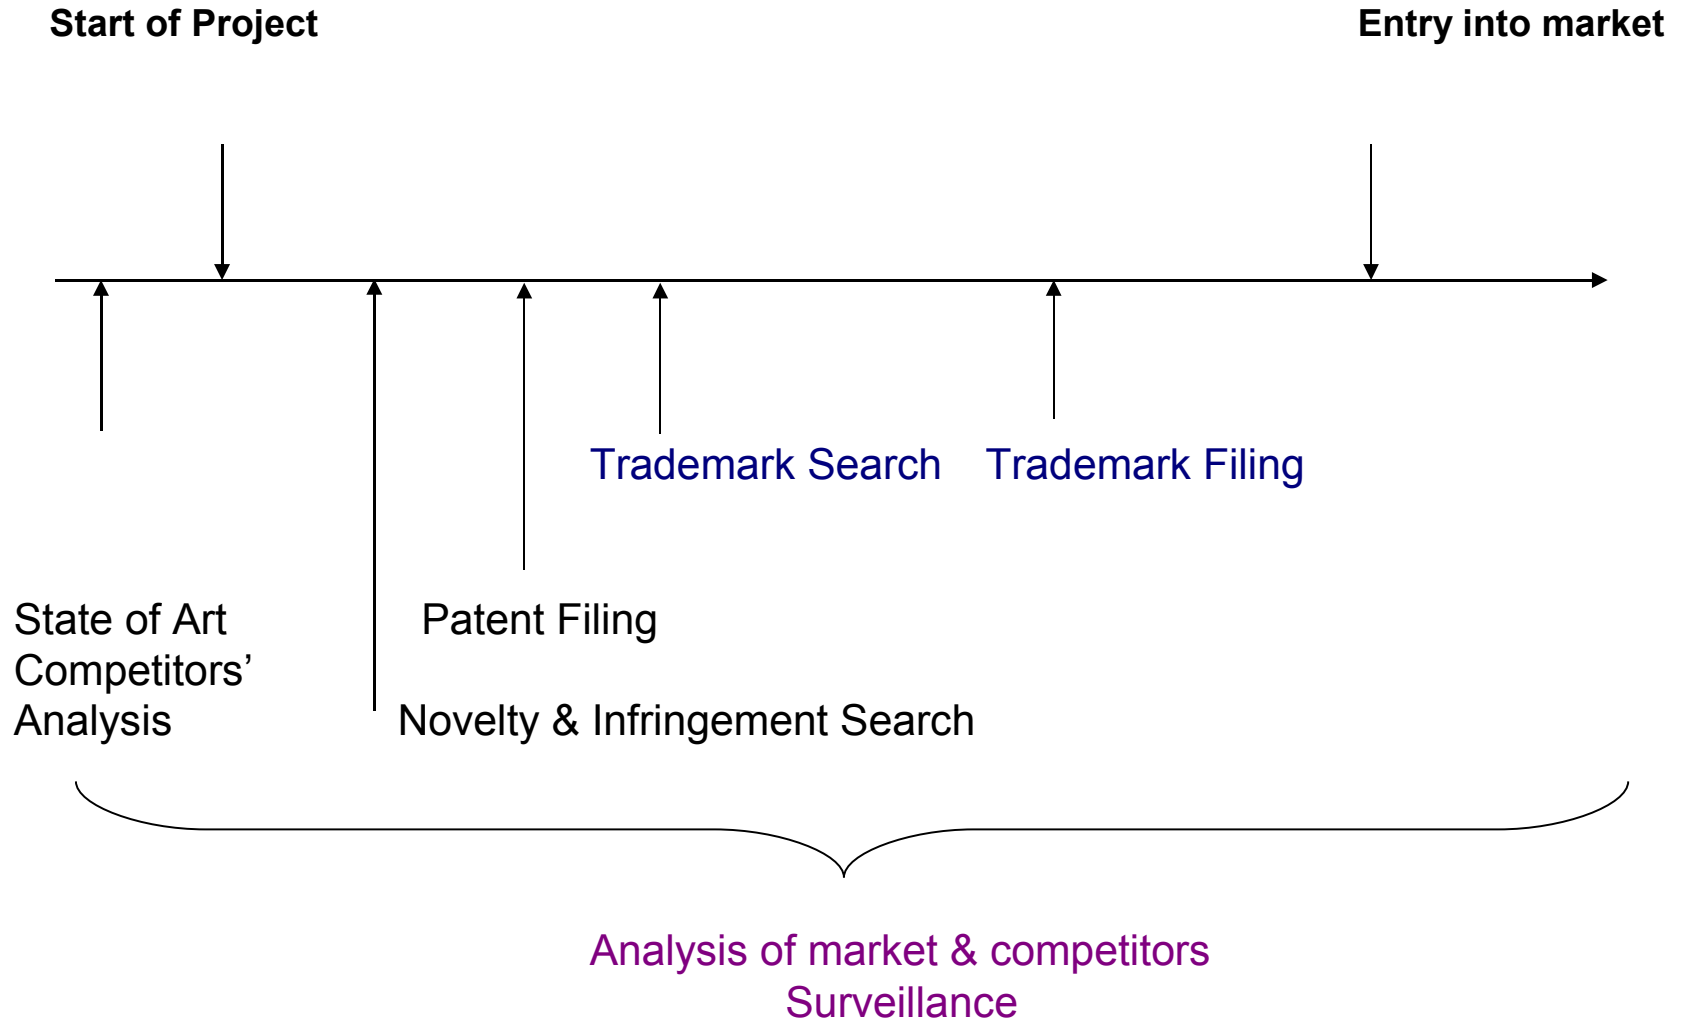 Start of Project
Entry into market
Trademark Search
Trademark Filing
State of Art
Competitors’
Analysis
Patent Filing
Novelty & Infringement Search
Analysis of market & competitors
Surveillance